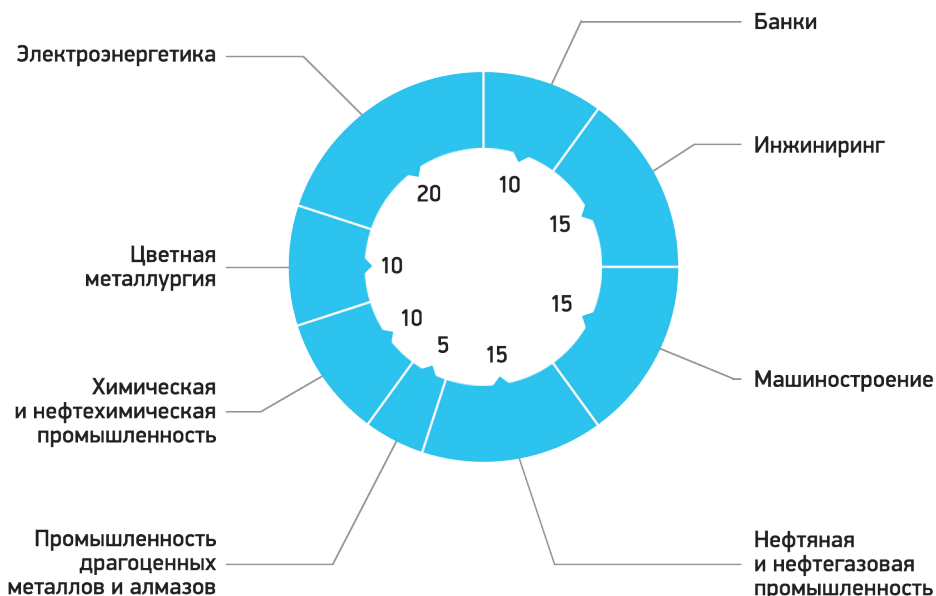 Банки
Электроэнергетика
Инжиниринг
20
10
15
Цветная
металлургия
10
15
10
5
15
Химическая
и нефтехимическая
промышленность
Машиностроение
Промышленность
драгоценных
металлов и алмазов
Нефтяная
и нефтегазовая
промышленность